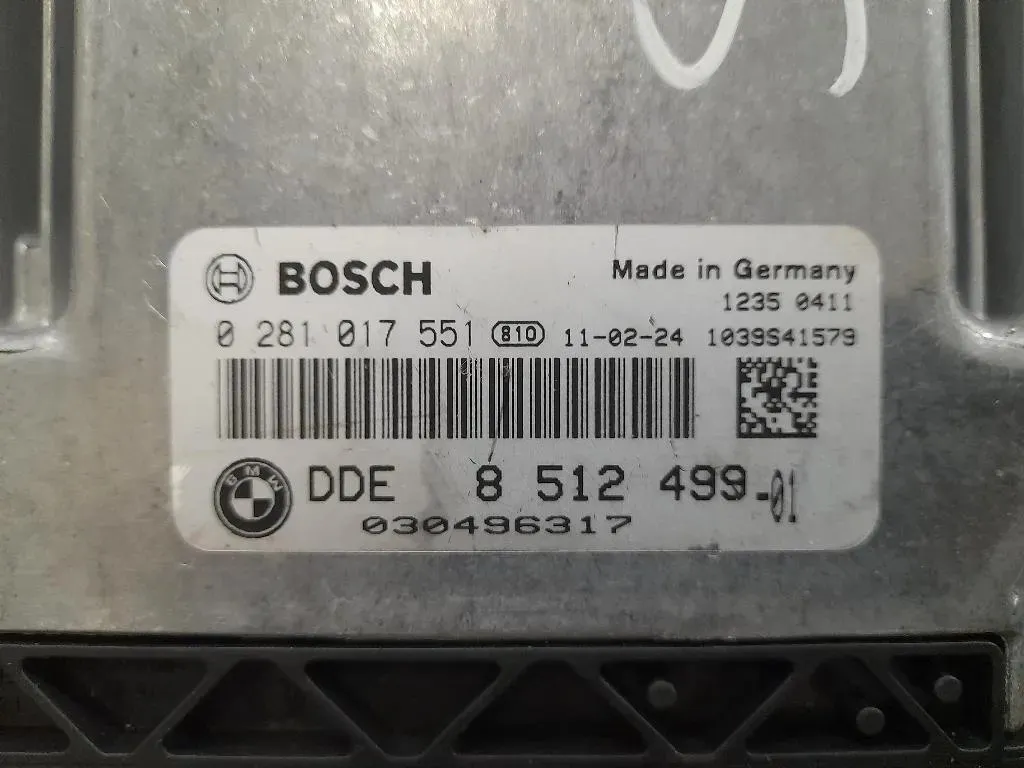 BOSCH
Made in Germany
1235 0411
0 281 017 551 810 11-02-24 1039S41579
BMW DDE 8 512 499-01
030496317